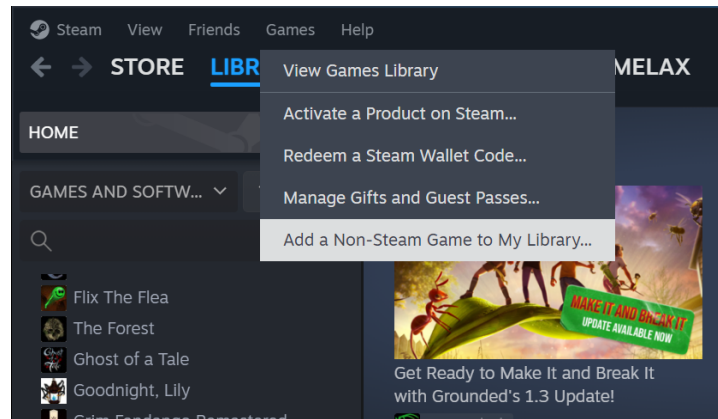 Steam View Friends Games Help
STORE LIBR MELAX
View Games Library
Activate a Product on Steam...
Redeem a Steam Wallet Code...
Manage Gifts and Guest Passes...
Add a Non-Steam Game to My Library...
HOME
GAMES AND SOFTW...
Flix The Flea
The Forest
Ghost of a Tale
Goodnight, Lily
Grim Fandango Remastered
MAKE IT AND BREAK IT
UPDATE AVAILABLE NOW
Get Ready to Make It and Break It
with Grounded's 1.3 Update!